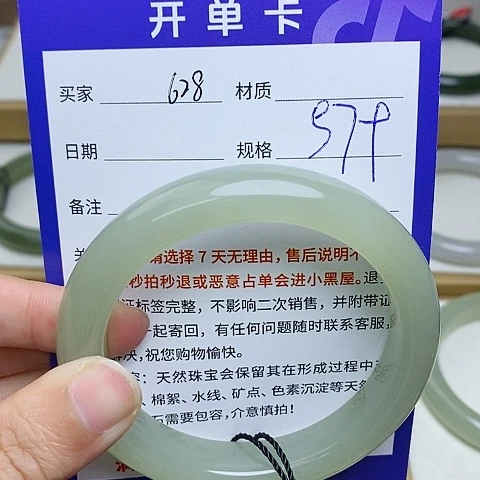 开单卡
买家 628 材质
日期 规格 57
备注
选择7天无理由，售后说明不
秒拍秒退或恶意占单会进小黑屋。退
证标签完整，不影响二次销售，并附带证
一起寄回，有任何问题随时联系客服，
决，祝您购物愉快。
：天然珠宝会保留其在形成过程中
、棉絮、水线、矿点、色素沉淀等天
石需要包容，介意慎拍！